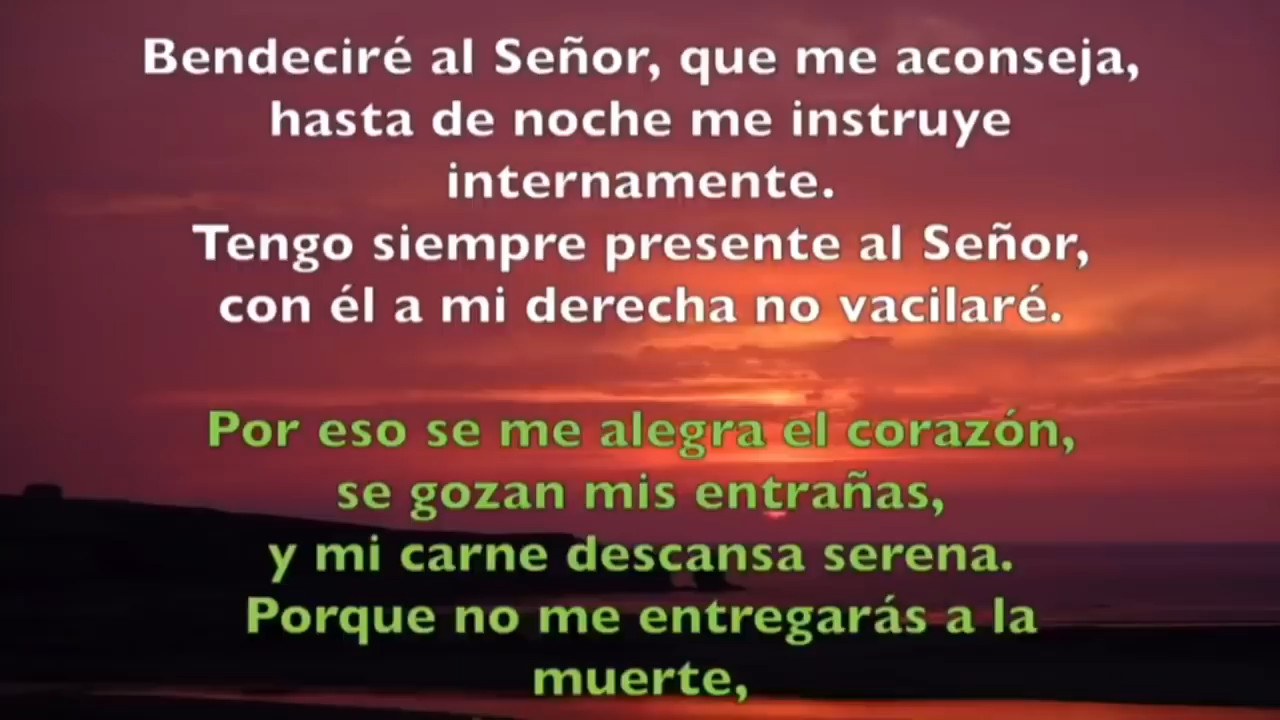 Bendeciré al Señor, que me aconseja,
hasta de noche me instruye
internamente.
Tengo siempre presente al Señor,
con él a mi derecha no vacilaré.
Por eso se me alegra el corazón,
se gozan mis entrañas,
y mi carne descansa serena.
Porque no me entregarás a la
muerte,